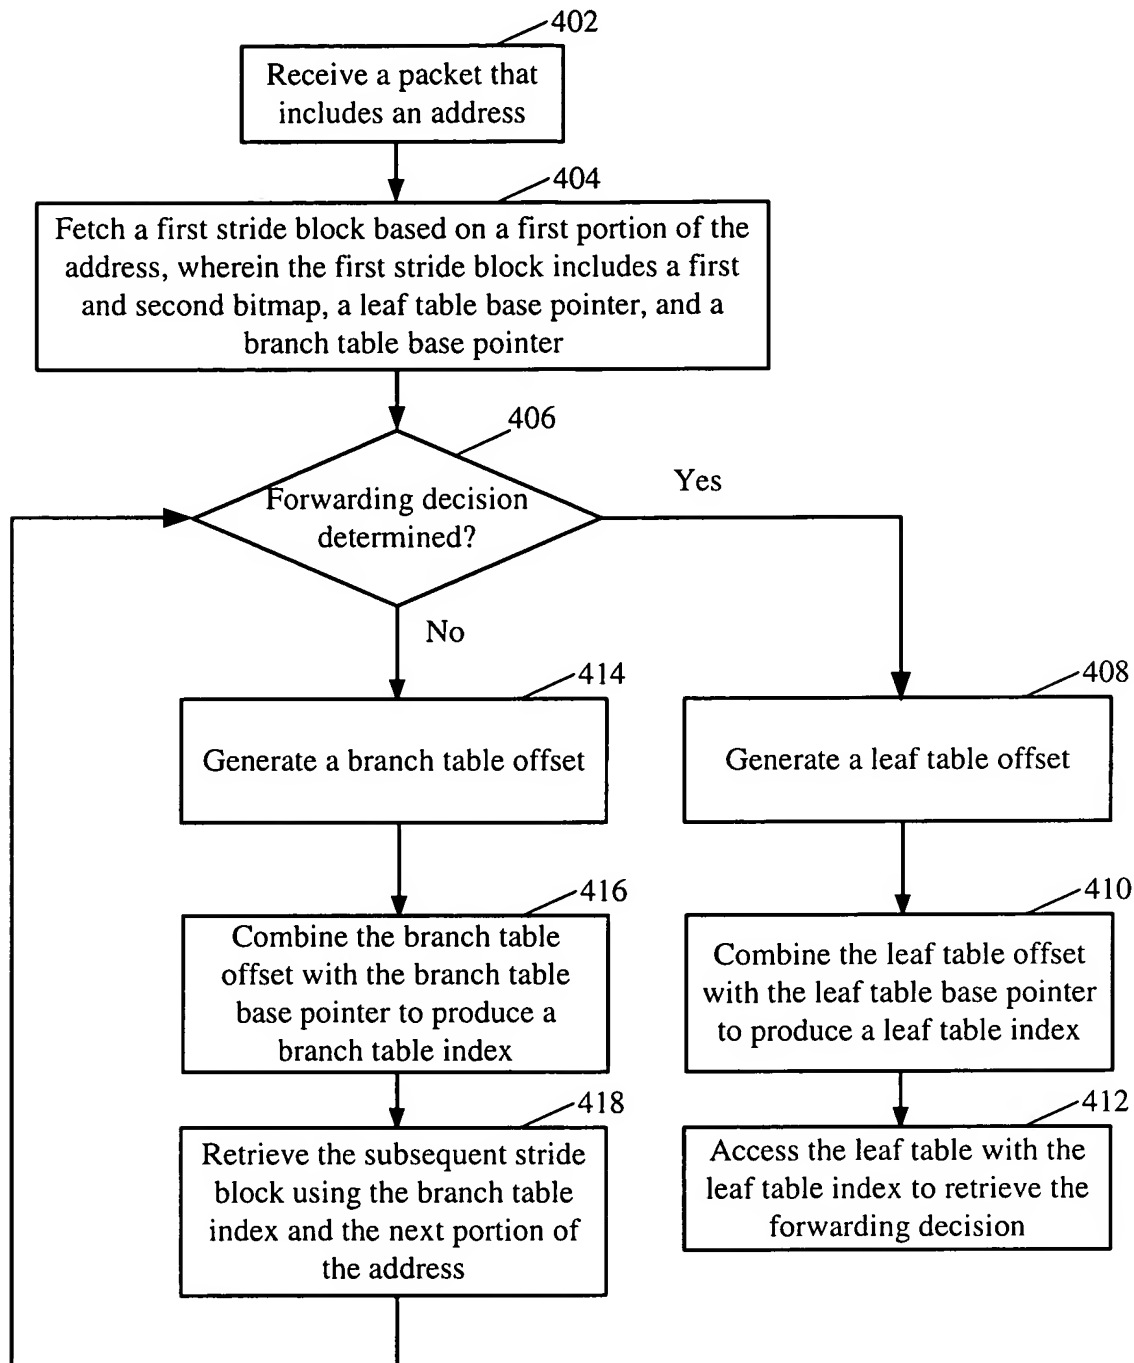 402
Receive a packet that
includes an address
404
Fetch a first stride block based on a first portion of the
address, wherein the first stride block includes a first
and second bitmap, a leaf table base pointer, and a
branch table base pointer
406
Forwarding decision
determined?
Yes
No
414
Generate a branch table offset
408
Generate a leaf table offset
416
Combine the branch table
offset with the branch table
base pointer to produce a
branch table index
410
Combine the leaf table offset
with the leaf table base pointer
to produce a leaf table index
418
Retrieve the subsequent stride
block using the branch table
index and the next portion of
the address
412
Access the leaf table with the
leaf table index to retrieve the
forwarding decision